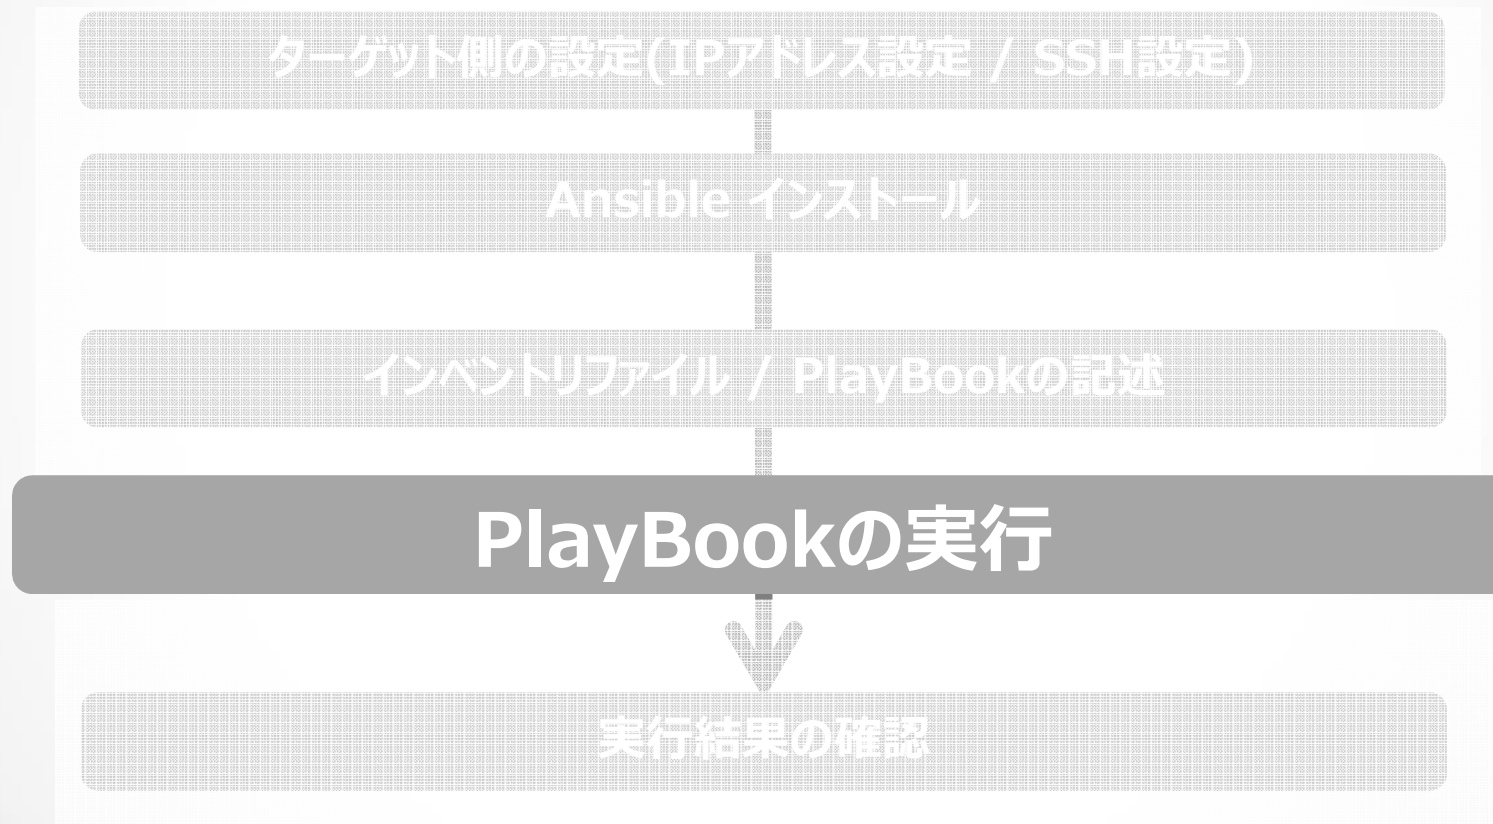 ターゲット側の設定(IPアドレス設定 / SSH設定)
Ansible インストール
インベントリファイル / PlayBookの記述
PlayBookの実行
実行結果の確認